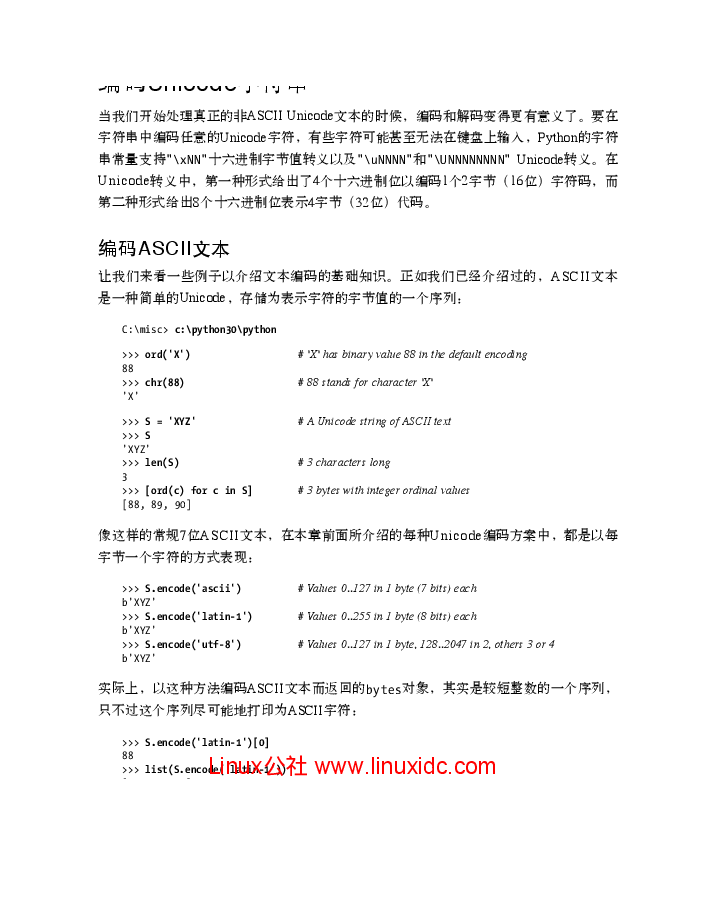 编码Unicode字符串
当我们开始处理真正的非ASCII Unicode文本的时候，编码和解码变得更有意义了。要在
字符串中编码任意的Unicode字符，有些字符可能甚至无法在键盘上输入，Python的字符
串常量支持"\xNN"十六进制字节值转义以及"\uNNNN"和"\UNNNNNNNN" Unicode转义。在
Unicode转义中，第一种形式给出了4个十六进制位以编码1个2字节（16位）字符码，而
第二种形式给出8个十六进制位表示4字节（32位）代码。
编码ASCII文本
让我们来看一些例子以介绍文本编码的基础知识。正如我们已经介绍过的，ASCII文本
是一种简单的Unicode，存储为表示字符的字节值的一个序列：
C:\misc> c:\python30\python
>>> ord('X') # 'X' has binary value 88 in the default encoding
88
>>> chr(88) # 88 stands for character 'X'
'X'
>>> S = 'XYZ' # A Unicode string of ASCII text
>>> S
'XYZ'
>>> len(S) # 3 characters long
3
>>> [ord(c) for c in S] # 3 bytes with integer ordinal values
[88, 89, 90]
像这样的常规7位ASCII文本，在本章前面所介绍的每种Unicode编码方案中，都是以每
字节一个字符的方式表现：
>>> S.encode('ascii') # Values 0..127 in 1 byte (7 bits) each
b'XYZ'
>>> S.encode('latin-1') # Values 0..255 in 1 byte (8 bits) each
b'XYZ'
>>> S.encode('utf-8') # Values 0..127 in 1 byte, 128..2047 in 2, others 3 or 4
b'XYZ'
实际上，以这种方法编码ASCII文本而返回的bytes对象，其实是较短整数的一个序列，
只不过这个序列尽可能地打印为ASCII字符：
>>> S.encode('latin-1')[0]
88
>>> list(S.encode('latin-1'))
Linux公社 www.linuxidc.com